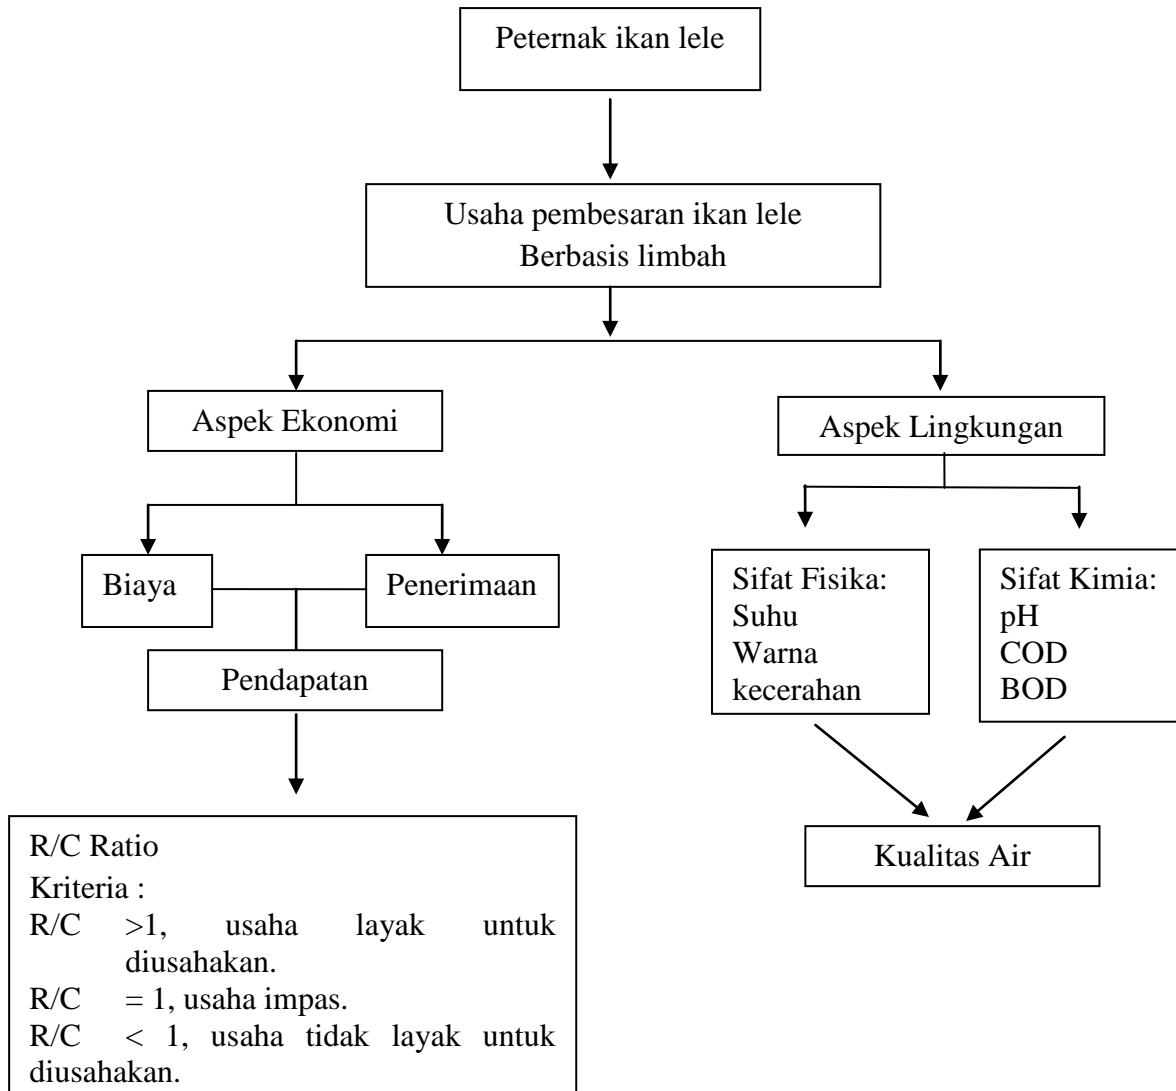 Peternak ikan lele
Usaha pembesaran ikan lele
Berbasis limbah
Aspek Ekonomi
Aspek Lingkungan
Biaya
Penerimaan
Pendapatan
Sifat Fisika:
Suhu
Warna
kecerahan
Sifat Kimia:
pH
COD
BOD
R/C Ratio
Kriteria :
R/C >1, usaha layak untuk
diusahakan.
R/C = 1, usaha impas.
R/C < 1, usaha tidak layak untuk
diusahakan.
Kualitas Air